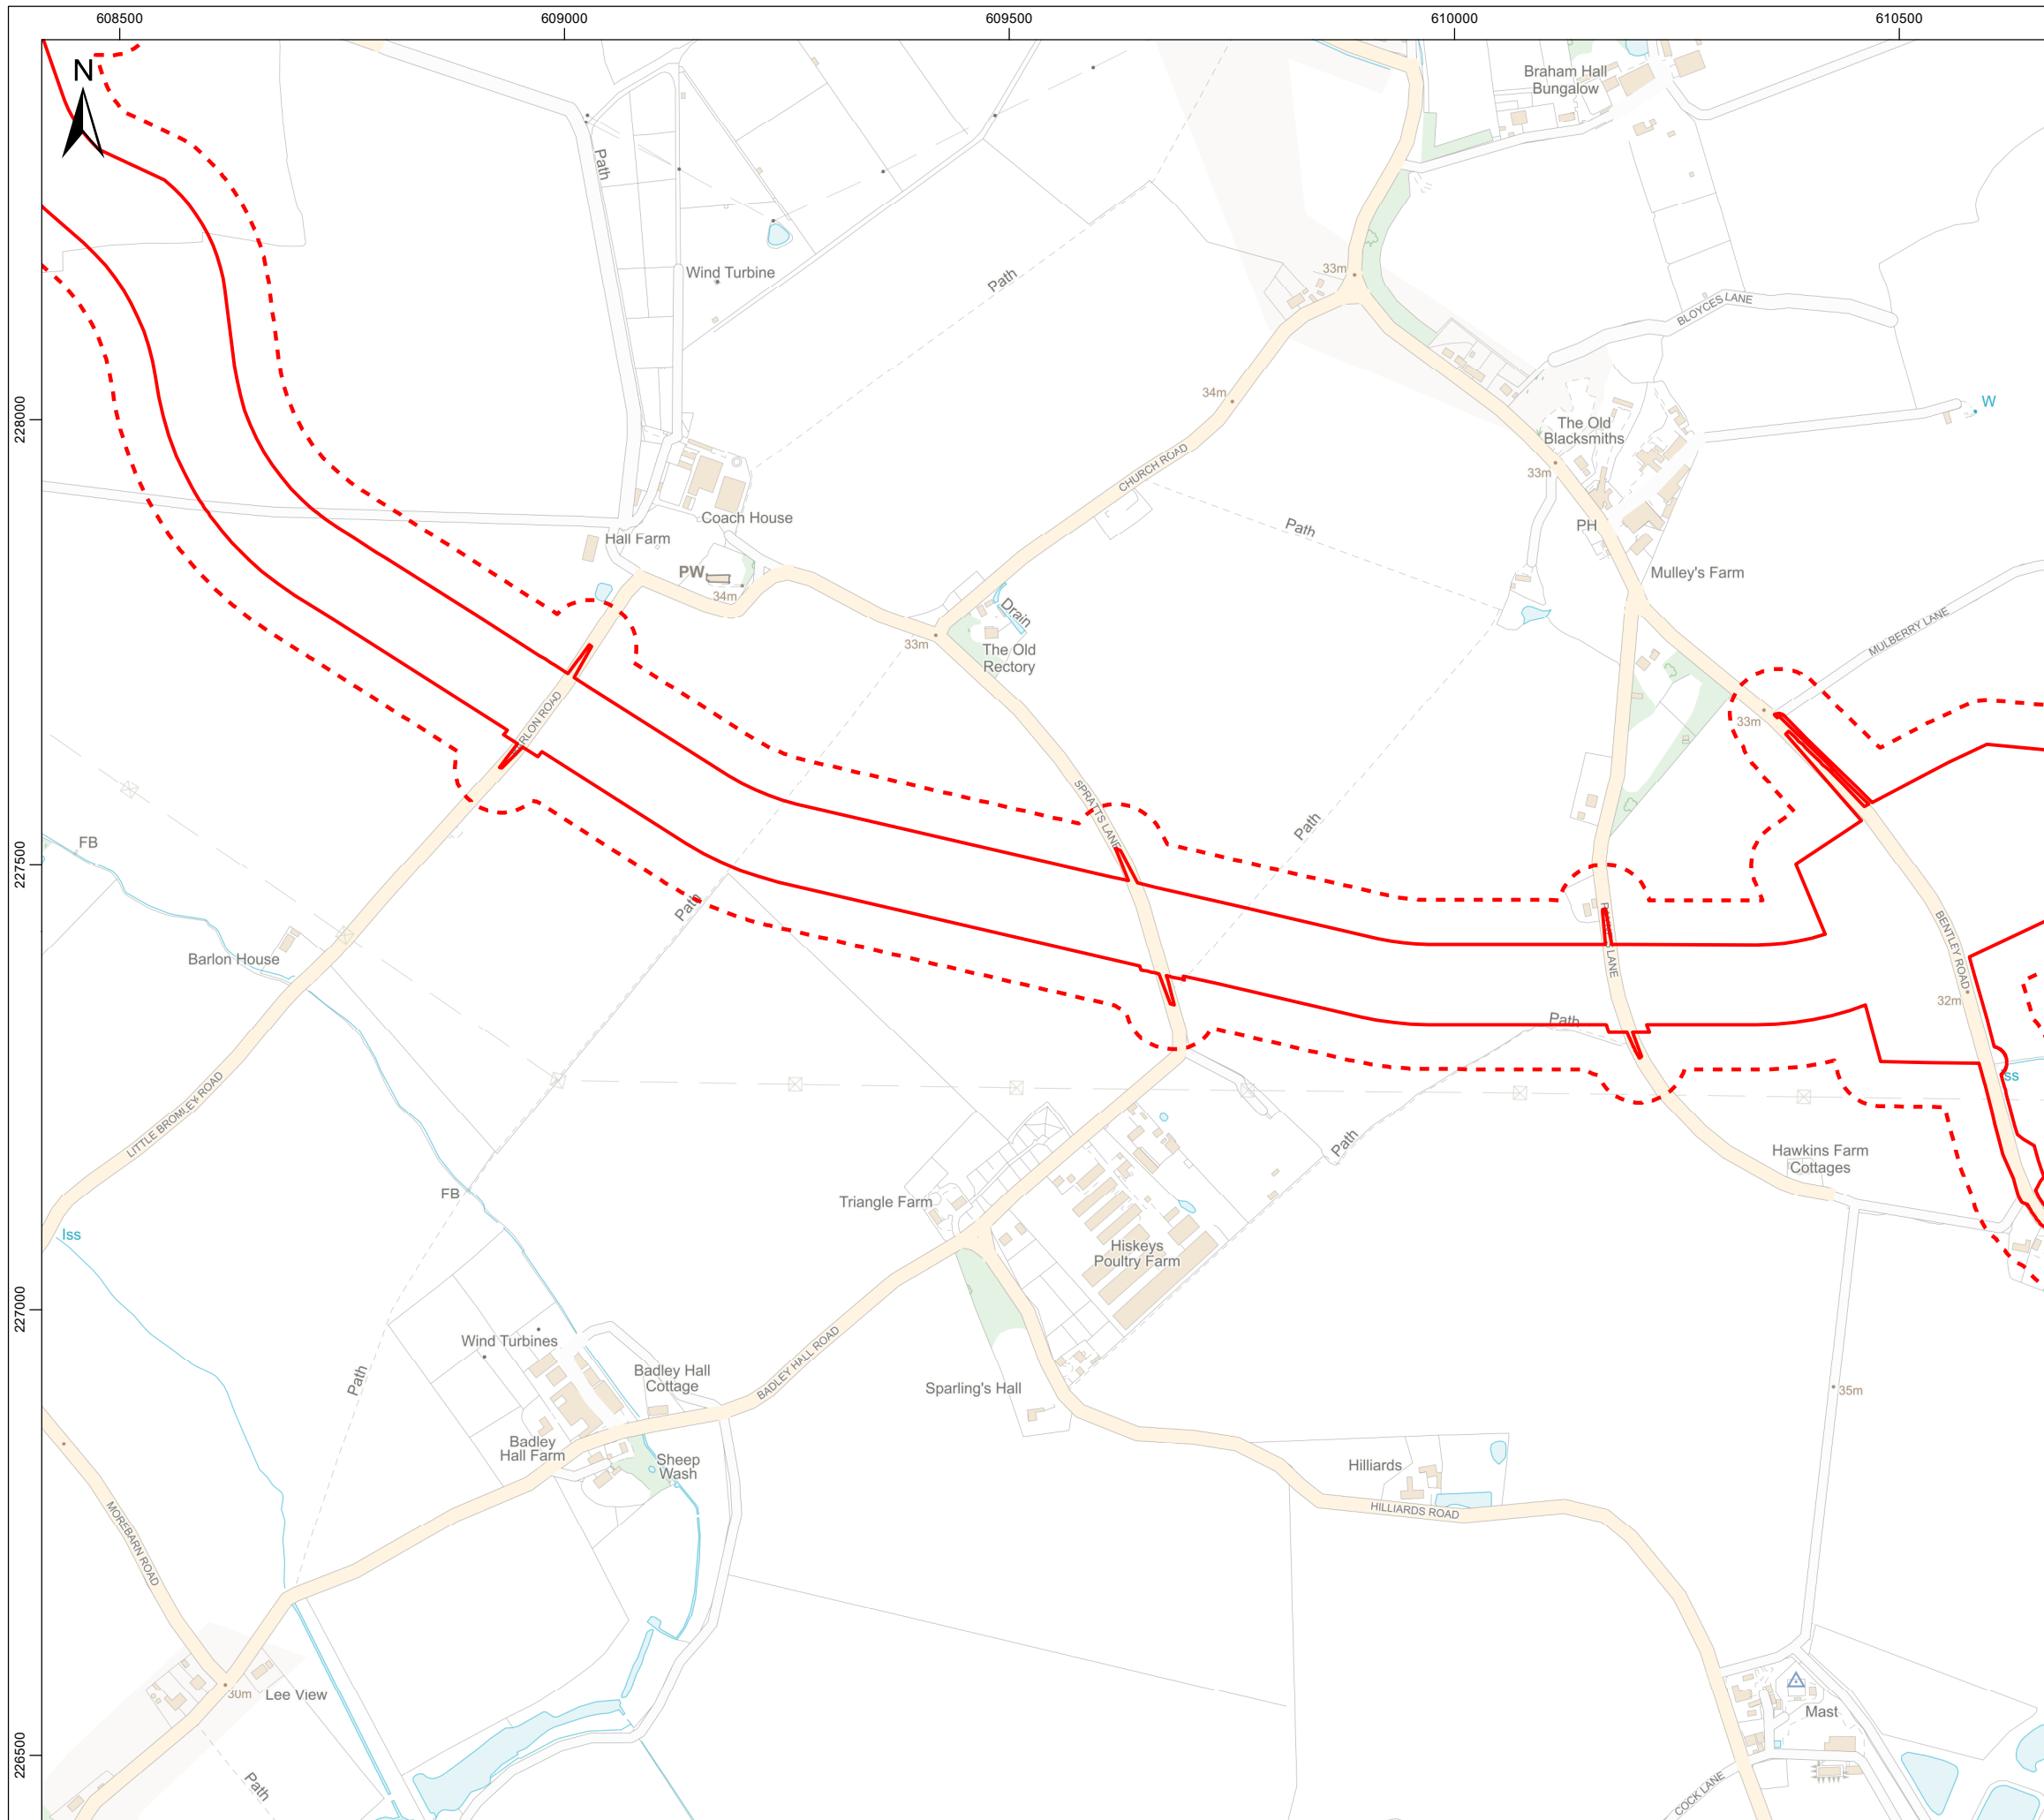 608500
609000
609500
610000
610500
N
Braham Hall
Bungalow
Path
Wind Turbine
Path
33m
BLOYCES LANE
34m
W
228000
The Old
Blacksmiths
CHURCH ROAD
33m
Coach House
Path
PH
Hall Farm
PW
34m
Mulley's Farm
Drain
MULBERRY LANE
33m
The Old
Rectory
RLON ROAD
33m
SPRATTS LANE
Path
FB
227500
Path
LANE
BENTLEY ROAD
Barlon House
32m
Path
ss
LITTLE BROMLEY ROAD
Path
Hawkins Farm
Cottages
FB
Triangle Farm
Iss
Hiskeys
Poultry Farm
227000
Wind Turbines
Badley Hall
Cottage
BADLEY HALL ROAD
Path
Sparling's Hall
35m
Badley
Hall Farm
Sheep
Wash
Hilliards
HILLIARDS ROAD
MOREBARN ROAD
30m
Lee View
Mast
226500
Path
COCK LANE